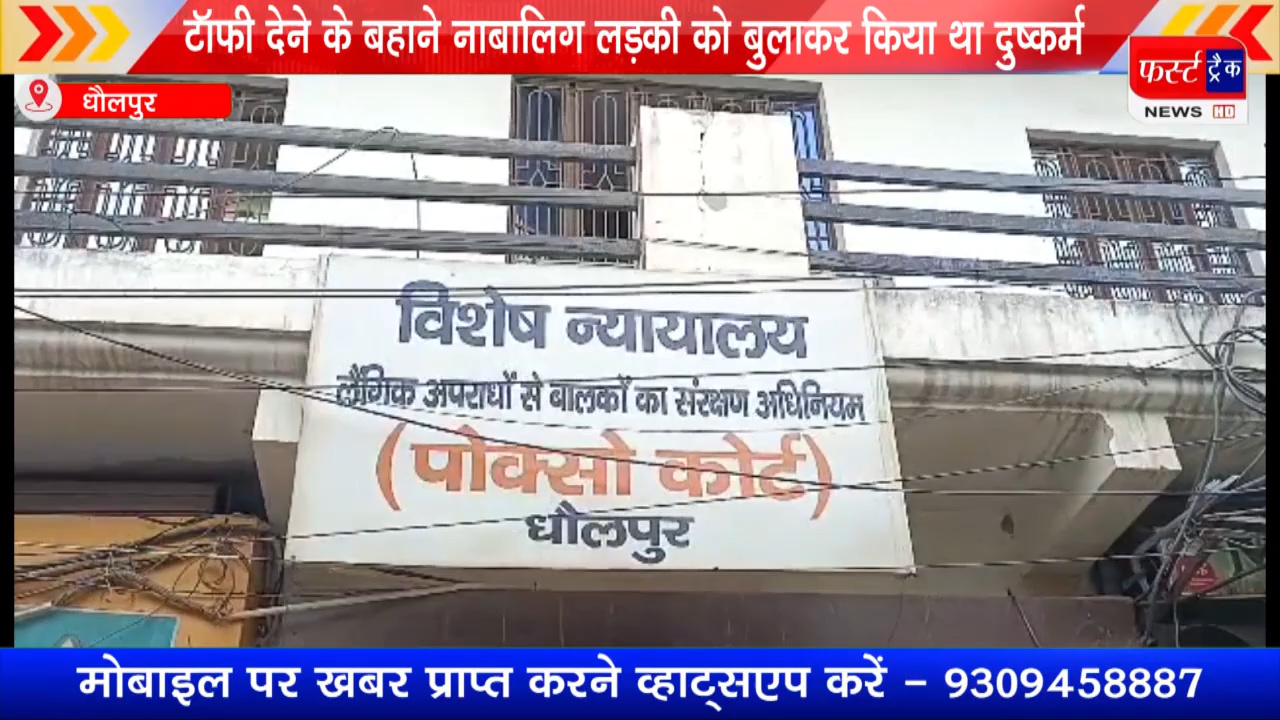 टॉफी देने के बहाने नाबालिग लड़की को बुलाकर किया था दुष्कर्म
फर्स्ट ट्रैक
NEWS HD
धौलपुर
विशेष न्यायालय
लैंगिक अपराधों से बालकों का संरक्षण अधिनियम
(पोक्सो कोर्ट)
धौलपुर
मोबाइल पर खबर प्राप्त करने व्हाट्सएप करें - 9309458887